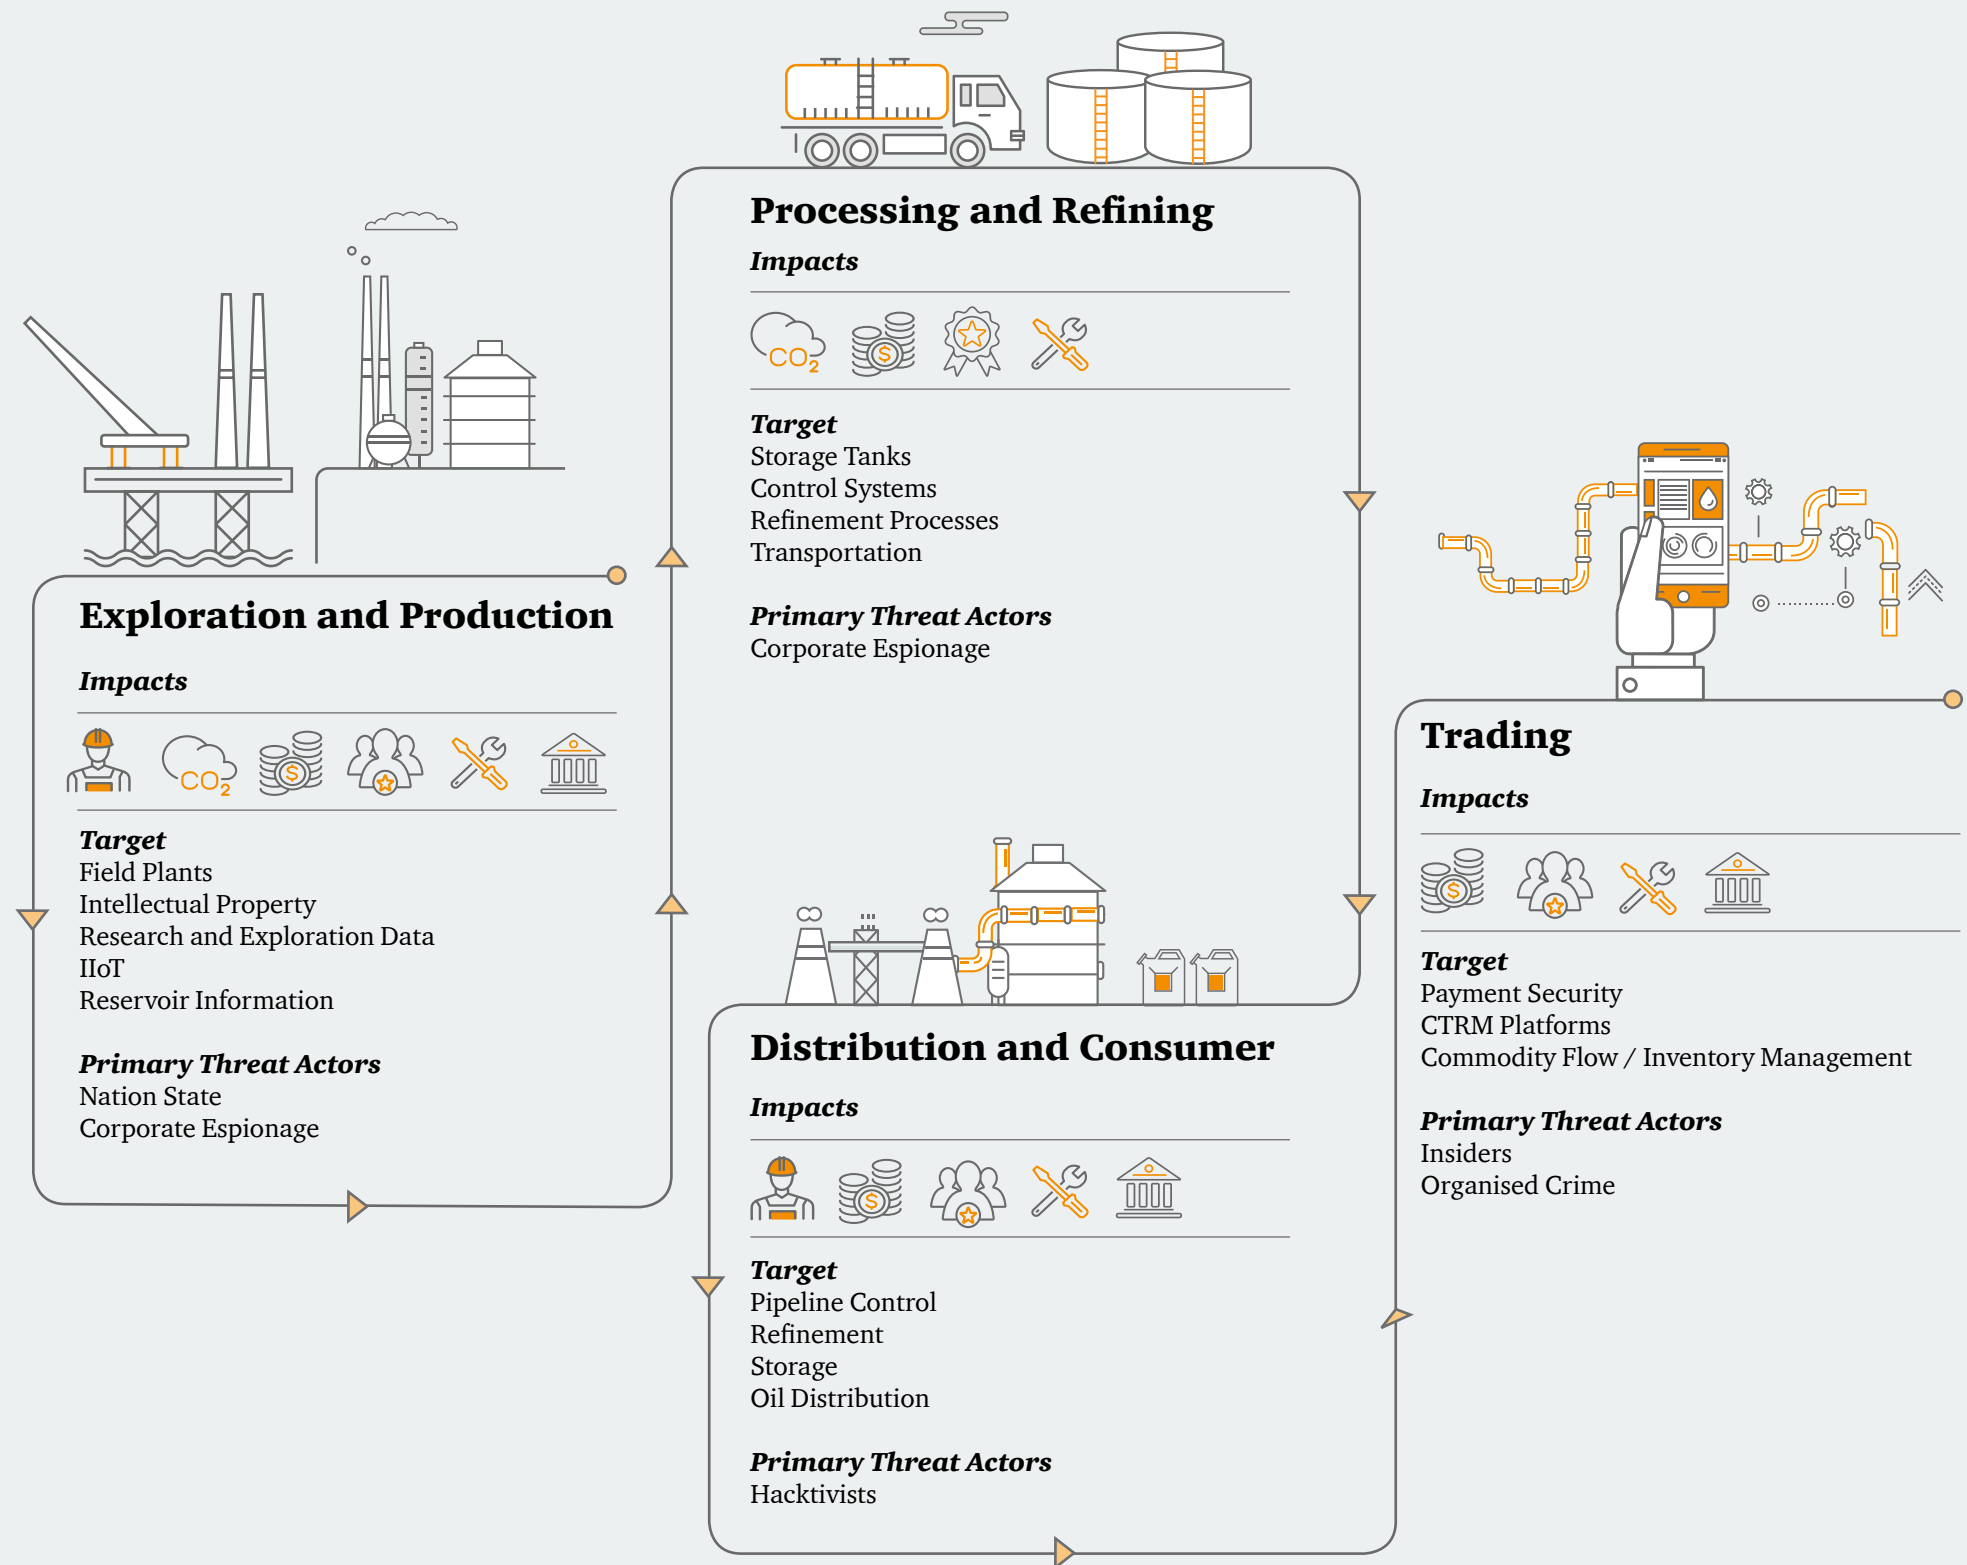 Processing and Refining
Impacts
CO2
$
Target
Storage Tanks
Control Systems
Refinement Processes
Transportation
Primary Threat Actors
Corporate Espionage
Exploration and Production
Impacts
CO2
$
Target
Field Plants
Intellectual Property
Research and Exploration Data
IIoT
Reservoir Information
Primary Threat Actors
Nation State
Corporate Espionage
Distribution and Consumer
Impacts
$
Target
Pipeline Control
Refinement
Storage
Oil Distribution
Primary Threat Actors
Hacktivists
Trading
Impacts
$
Target
Payment Security
CTRM Platforms
Commodity Flow / Inventory Management
Primary Threat Actors
Insiders
Organised Crime